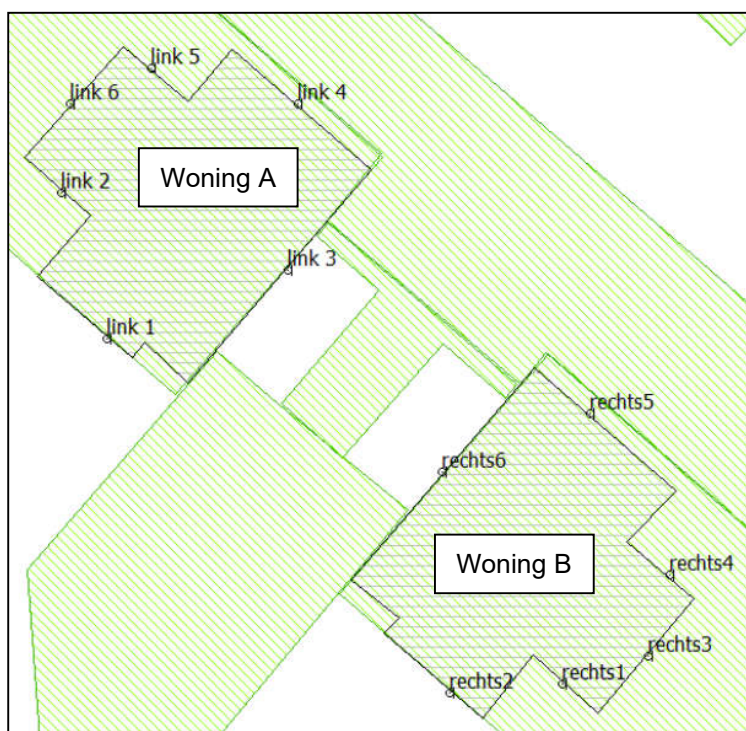 link 5
link 6
link 4
Woning A
link 2
link 3
link 1
rechts5
rechts6
Woning B
rechts4
rechts3
rechts1
rechts2